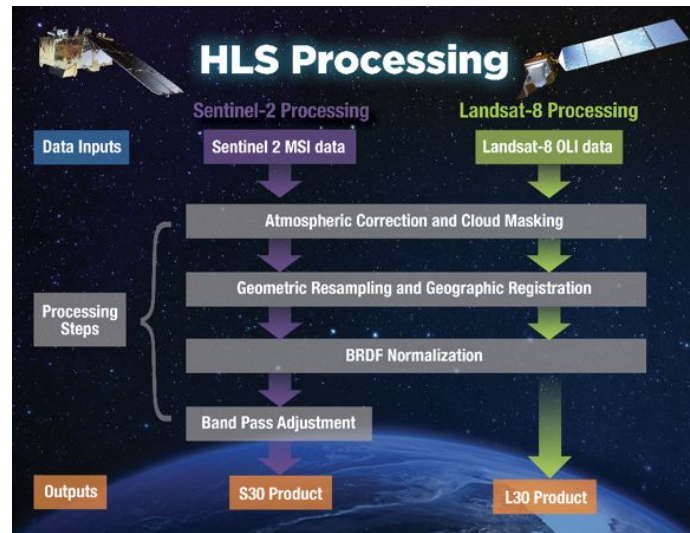 HLS Processing
Sentinel-2 Processing
Landsat-8 Processing
Data Inputs
Sentinel 2 MSI data
Landsat-8 OLI data
Atmospheric Correction and Cloud Masking
Geometric Resampling and Geographic Registration
Processing
Steps
BRDF Normalization
Band Pass Adjustment
Outputs
S30 Product
L30 Product